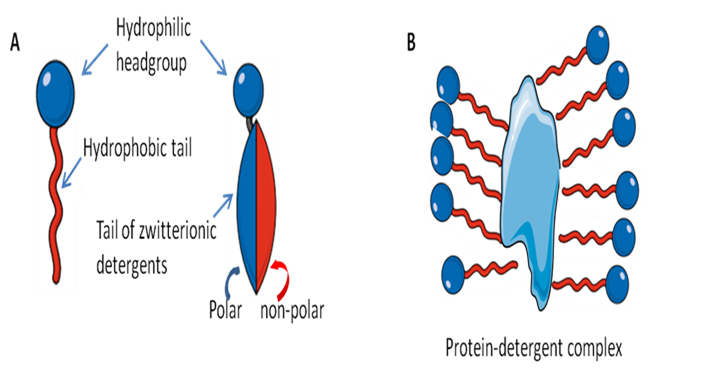 A
Hydrophilic
headgroup
Hydrophobic tail
Tail of zwitterionic
detergents
Polar
non-polar
B
Protein-detergent complex